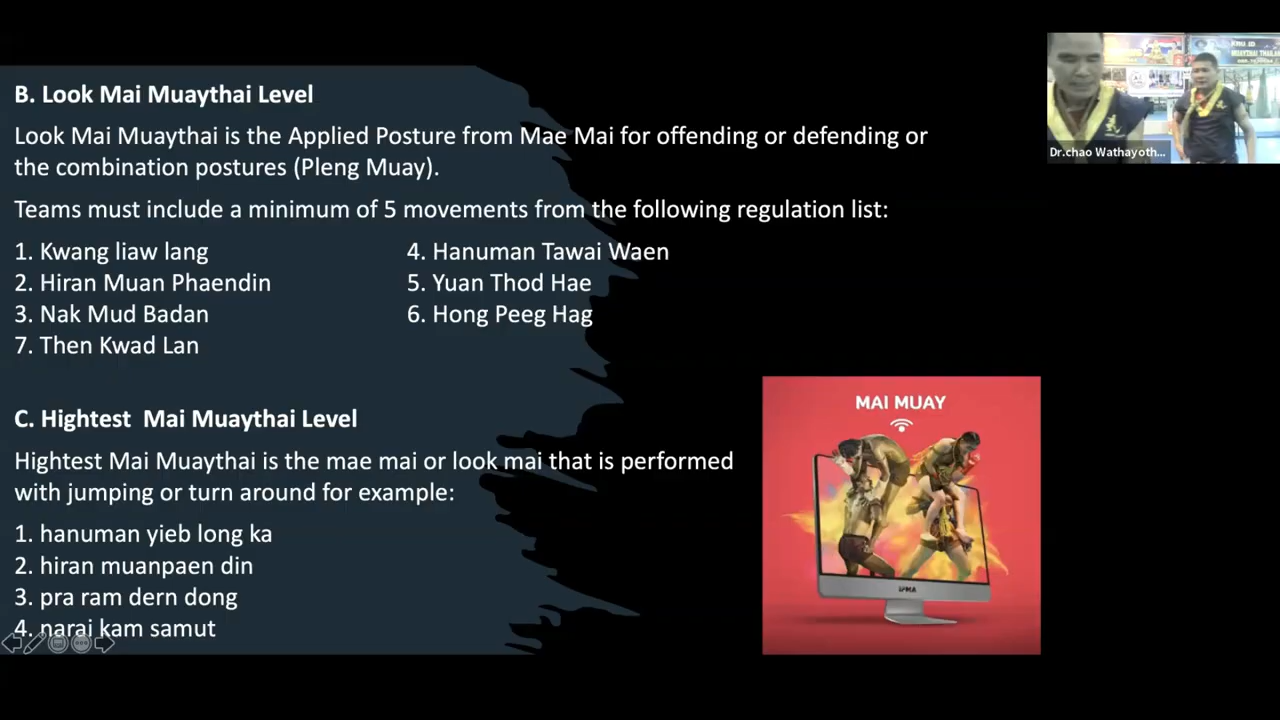 B. Look Mai Muaythai Level
Look Mai Muaythai is the Applied Posture from Mae Mai for offending or defending or
the combination postures (Pleng Muay).
Teams must include a minimum of 5 movements from the following regulation list:
1. Kwang liaw lang
2. Hiran Muan Phaendin
3. Nak Mud Badan
7. Then Kwad Lan
4. Hanuman Tawai Waen
5. Yuan Thod Hae
6. Hong Peeg Hag
C. Hightest Mai Muaythai Level
Hightest Mai Muaythai is the mae mai or look mai that is performed
with jumping or turn around for example:
1. hanuman yieb long ka
2. hiran muanpaen din
3. pra ram dern dong
4. narai kam samut
MAI MUAY
IFMA
Dr.chao Wathayoth...
MUAYTHAI THAILAN